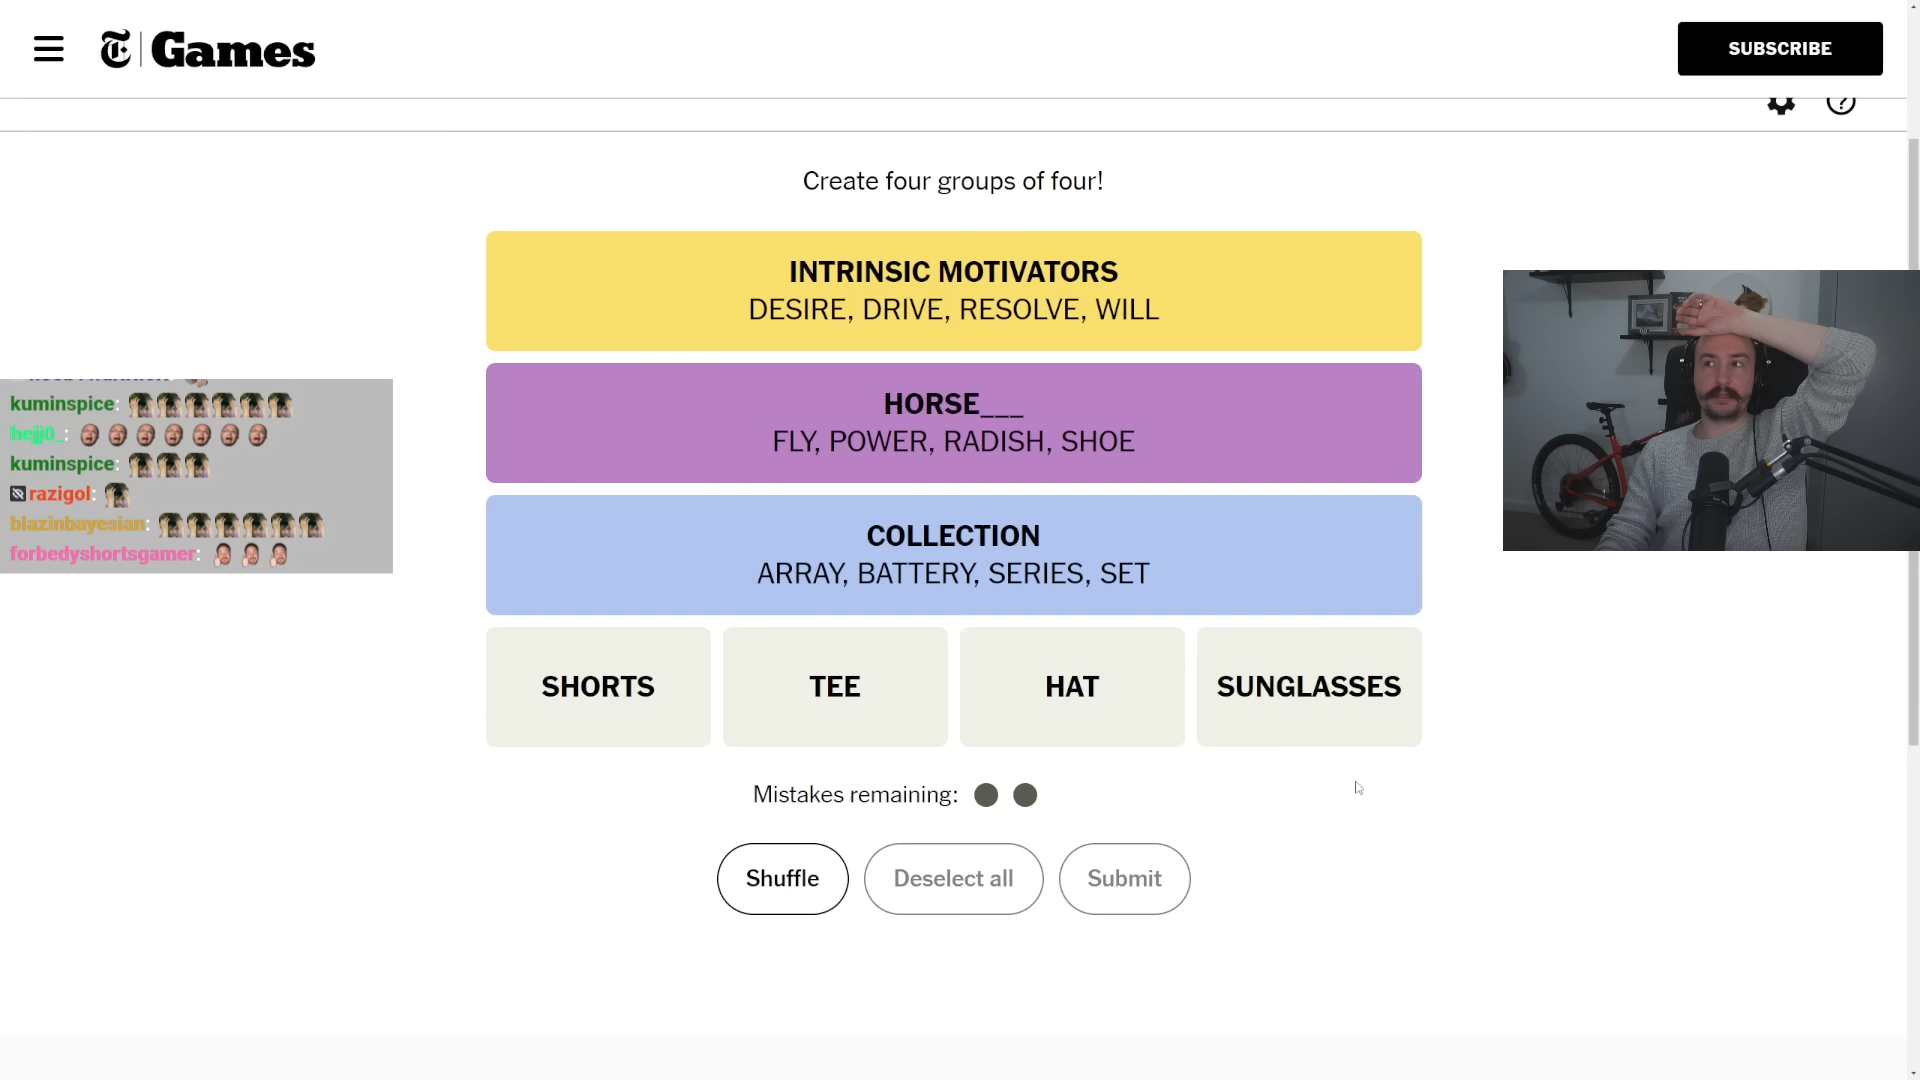 T Games
SUBSCRIBE
Create four groups of four!
INTRINSIC MOTIVATORS
DESIRE, DRIVE, RESOLVE, WILL
HORSE___
FLY, POWER, RADISH, SHOE
COLLECTION
ARRAY, BATTERY, SERIES, SET
SHORTS
TEE
HAT
SUNGLASSES
Mistakes remaining:
Shuffle
Deselect all
Submit
kuminspice:
hejj0_:
kuminspice:
razigol:
blazinbayesian:
forbedyshortsgamer: